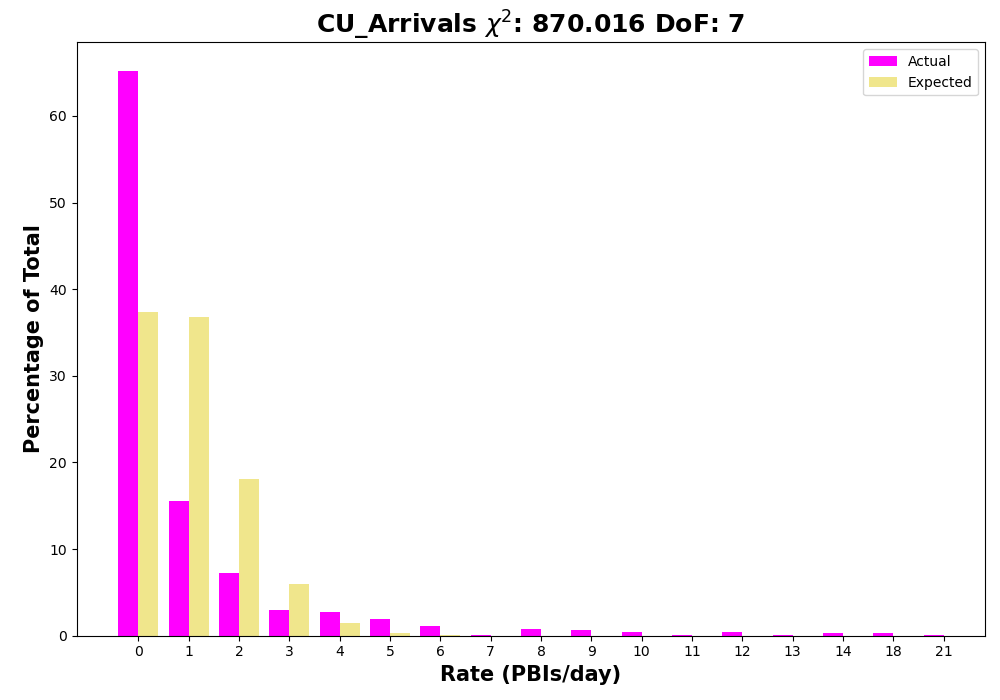 CU_Arrivals χ²: 870.016 DoF: 7
Actual
Expected
Percentage of Total
60
50
40
30
20
10
0
0 1 2 3 4 5 6 7 8 9 10 11 12 13 14 18 21
Rate (PBIs/day)